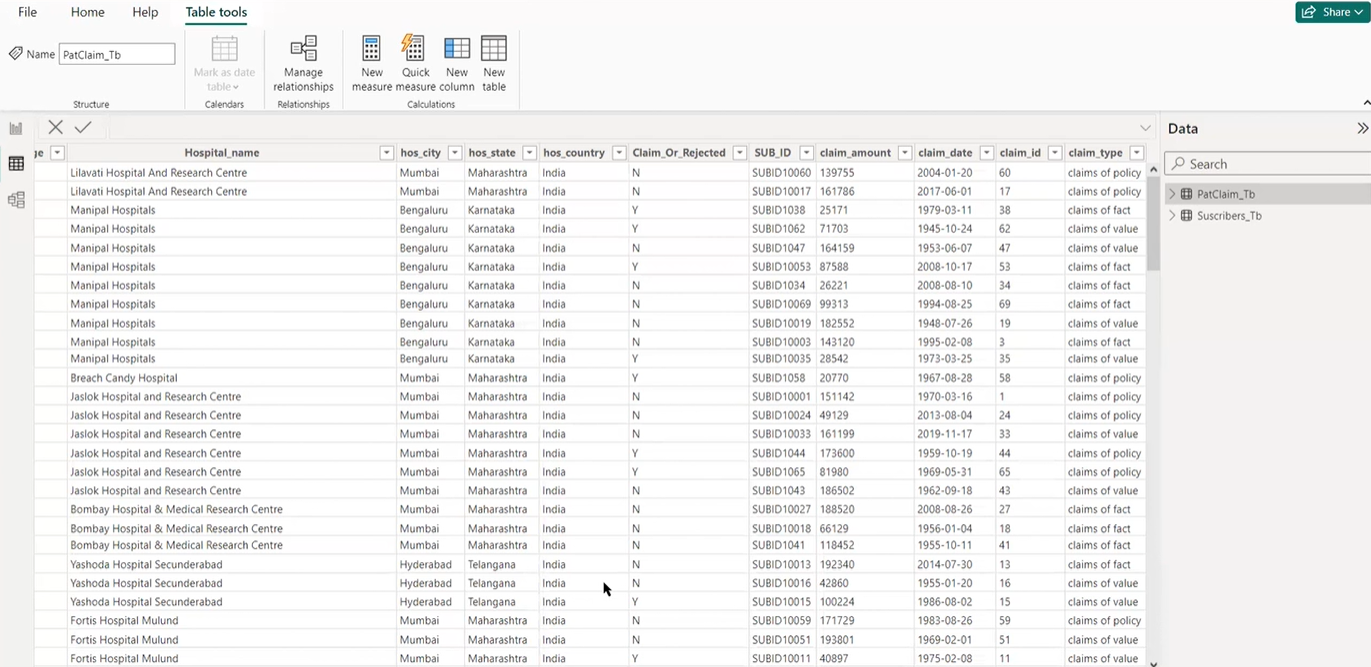 File Home Help Table tools Share
Name PatClaim_Tb
Mark as date table
Manage relationships
New measure
Quick measure
New column
New table
Structure Calendars Relationships Calculations
Data
Search
PatClaim_Tb
Suscribers_Tb
ge Hospital_name hos_city hos_state hos_country Claim_Or_Rejected SUB_ID claim_amount claim_date claim_id claim_type
Lilavati Hospital And Research Centre Mumbai Maharashtra India N SUBID10060 139755 2004-01-20 60 claims of policy
Lilavati Hospital And Research Centre Mumbai Maharashtra India N SUBID10017 161786 2017-06-01 17 claims of policy
Manipal Hospitals Bengaluru Karnataka India Y SUBID1038 25171 1979-03-11 38 claims of fact
Manipal Hospitals Bengaluru Karnataka India Y SUBID1062 71703 1945-10-24 62 claims of value
Manipal Hospitals Bengaluru Karnataka India N SUBID1047 164159 1953-06-07 47 claims of value
Manipal Hospitals Bengaluru Karnataka India Y SUBID10053 87588 2008-10-17 53 claims of fact
Manipal Hospitals Bengaluru Karnataka India N SUBID1034 26221 2008-08-10 34 claims of fact
Manipal Hospitals Bengaluru Karnataka India N SUBID10069 99313 1994-08-25 69 claims of fact
Manipal Hospitals Bengaluru Karnataka India N SUBID10019 182552 1948-07-26 19 claims of value
Manipal Hospitals Bengaluru Karnataka India N SUBID10003 143120 1995-02-08 3 claims of fact
Manipal Hospitals Bengaluru Karnataka India Y SUBID10035 28542 1973-03-25 35 claims of value
Breach Candy Hospital Mumbai Maharashtra India Y SUBID1058 20770 1967-08-28 58 claims of policy
Jaslok Hospital and Research Centre Mumbai Maharashtra India N SUBID10001 151142 1970-03-16 1 claims of policy
Jaslok Hospital and Research Centre Mumbai Maharashtra India N SUBID10024 49129 2013-08-04 24 claims of policy
Jaslok Hospital and Research Centre Mumbai Maharashtra India N SUBID10033 161199 2019-11-17 33 claims of value
Jaslok Hospital and Research Centre Mumbai Maharashtra India Y SUBID1044 173600 1959-10-19 44 claims of policy
Jaslok Hospital and Research Centre Mumbai Maharashtra India Y SUBID1065 81980 1969-05-31 65 claims of policy
Jaslok Hospital and Research Centre Mumbai Maharashtra India N SUBID1043 186502 1962-09-18 43 claims of value
Bombay Hospital & Medical Research Centre Mumbai Maharashtra India N SUBID10027 188520 2008-08-26 27 claims of fact
Bombay Hospital & Medical Research Centre Mumbai Maharashtra India N SUBID10018 66129 1956-01-04 18 claims of fact
Bombay Hospital & Medical Research Centre Mumbai Maharashtra India N SUBID1041 118452 1955-10-11 41 claims of fact
Yashoda Hospital Secunderabad Hyderabad Telangana India N SUBID10013 192340 2014-07-30 13 claims of fact
Yashoda Hospital Secunderabad Hyderabad Telangana India N SUBID10016 42860 1955-01-20 16 claims of value
Yashoda Hospital Secunderabad Hyderabad Telangana India Y SUBID10015 100224 1986-08-02 15 claims of value
Fortis Hospital Mulund Mumbai Maharashtra India N SUBID10059 171729 1983-08-26 59 claims of policy
Fortis Hospital Mulund Mumbai Maharashtra India N SUBID10051 193801 1969-02-01 51 claims of value
Fortis Hospital Mulund Mumbai Maharashtra India Y SUBID10011 40897 1975-02-08 11 claims of value